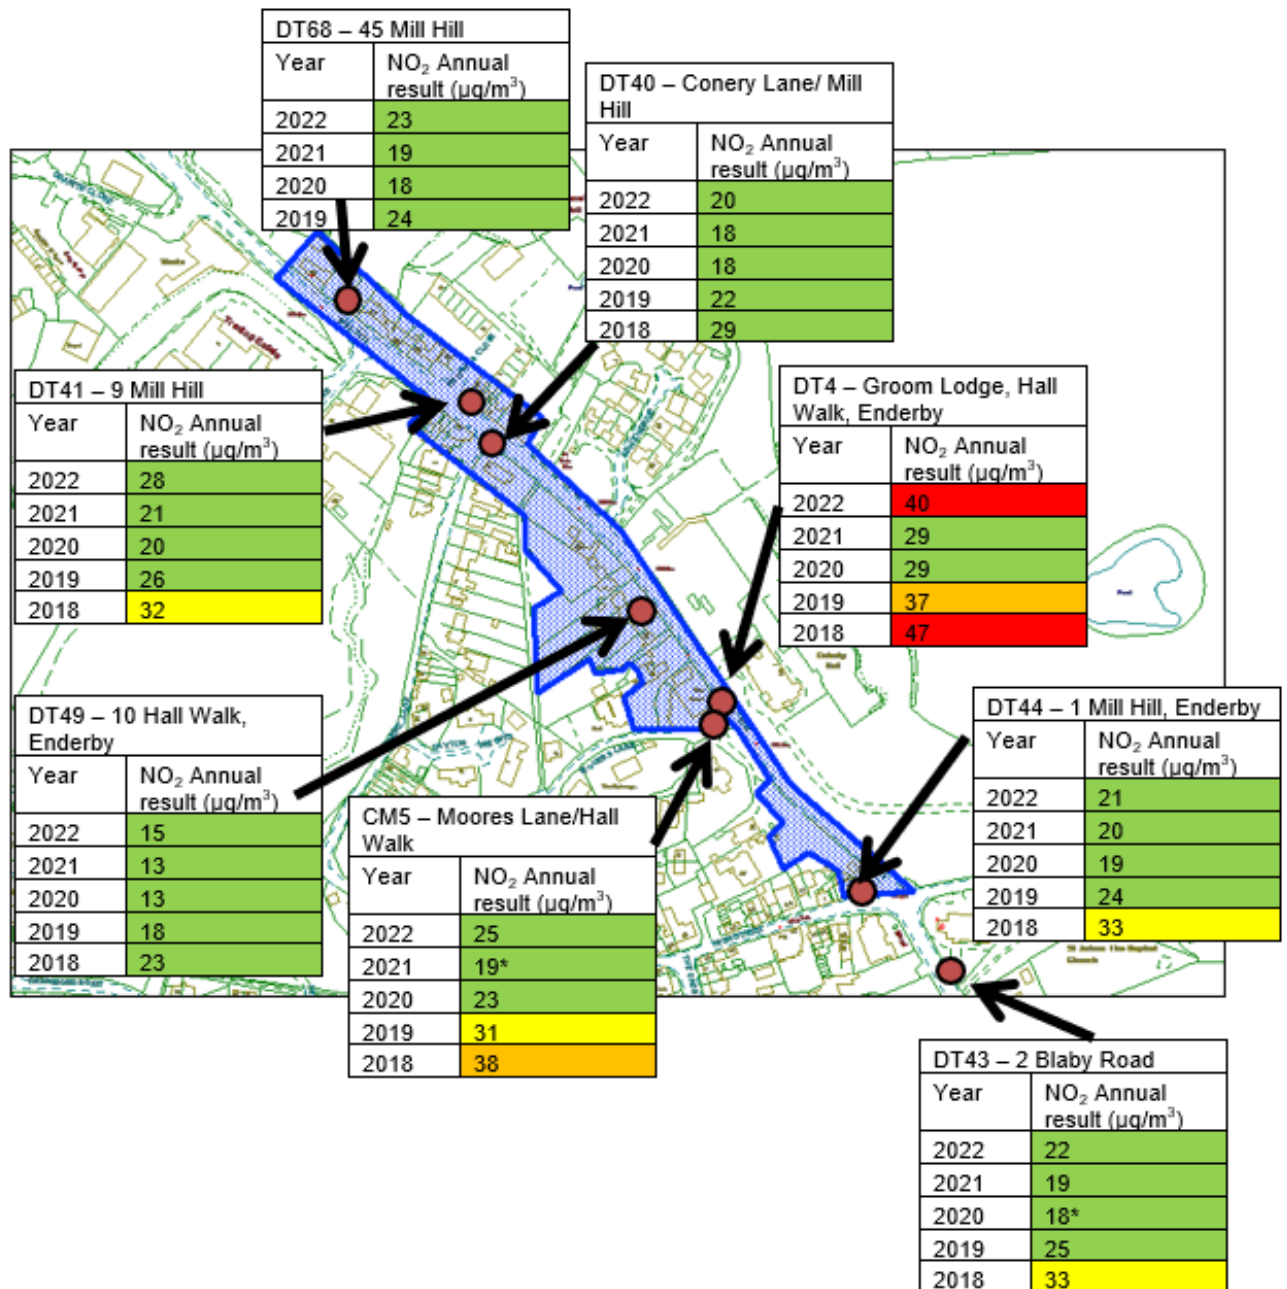 DT68 – 45 Mill Hill
Year NO₂ Annual
result (µg/m³)
2022 23
2021 19
2020 18
2019 24
DT40 – Conery Lane/ Mill
Hill
Year NO₂ Annual
result (µg/m³)
2022 20
2021 18
2020 18
2019 22
2018 29
DT41 – 9 Mill Hill
Year NO₂ Annual
result (µg/m³)
2022 28
2021 21
2020 20
2019 26
2018 32
DT4 – Groom Lodge, Hall
Walk, Enderby
Year NO₂ Annual
result (µg/m³)
2022 40
2021 29
2020 29
2019 37
2018 47
DT49 – 10 Hall Walk,
Enderby
Year NO₂ Annual
result (µg/m³)
2022 15
2021 13
2020 13
2019 18
2018 23
CM5 – Moores Lane/Hall
Walk
Year NO₂ Annual
result (µg/m³)
2022 25
2021 19*
2020 23
2019 31
2018 38
DT44 – 1 Mill Hill, Enderby
Year NO₂ Annual
result (µg/m³)
2022 21
2021 20
2020 19
2019 24
2018 33
DT43 – 2 Blaby Road
Year NO₂ Annual
result (µg/m³)
2022 22
2021 19
2020 18*
2019 25
2018 33
Trading Estate
Pool
Church